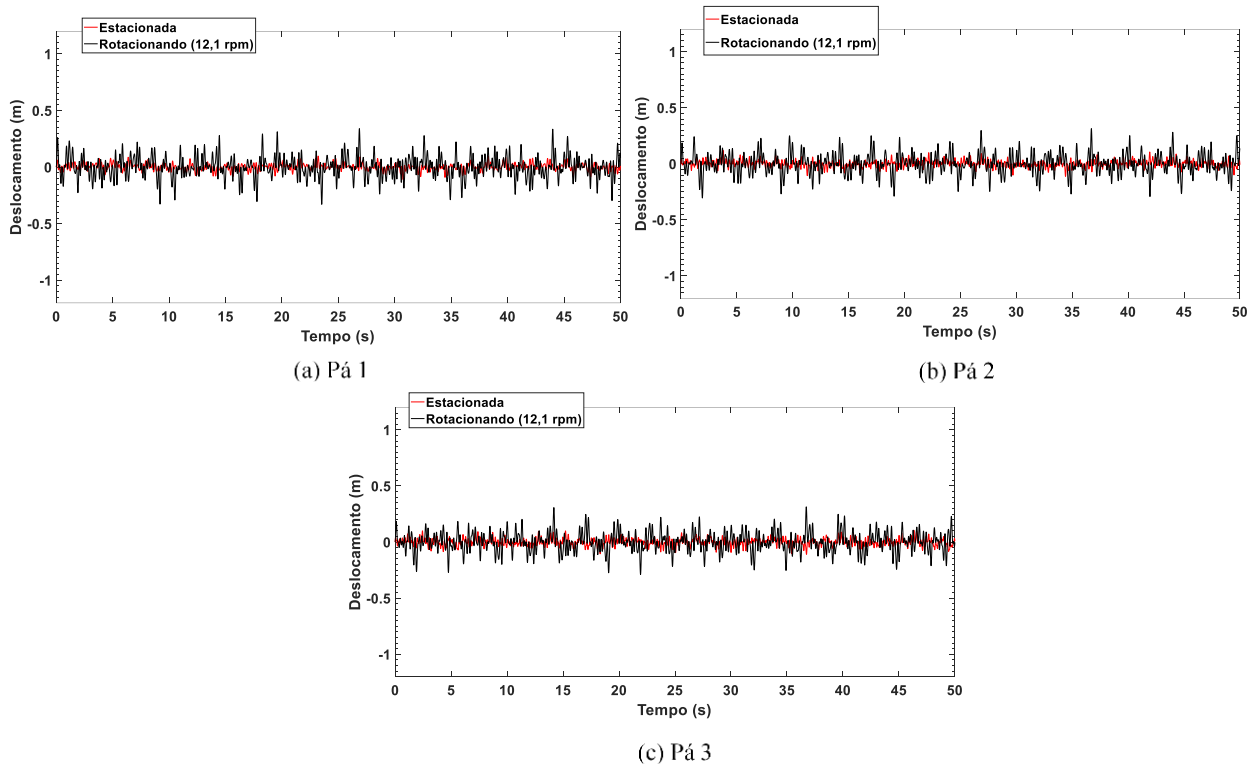 Estacionada
Rotacionando (12,1 rpm)
1
0.5
0
-0.5
-1
Deslocamento (m)
0 5 10 15 20 25 30 35 40 45 50
Tempo (s)
(a) Pá 1
Estacionada
Rotacionando (12,1 rpm)
1
0.5
0
-0.5
-1
Deslocamento (m)
0 5 10 15 20 25 30 35 40 45 50
Tempo (s)
(b) Pá 2
Estacionada
Rotacionando (12,1 rpm)
1
0.5
0
-0.5
-1
Deslocamento (m)
0 5 10 15 20 25 30 35 40 45 50
Tempo (s)
(c) Pá 3